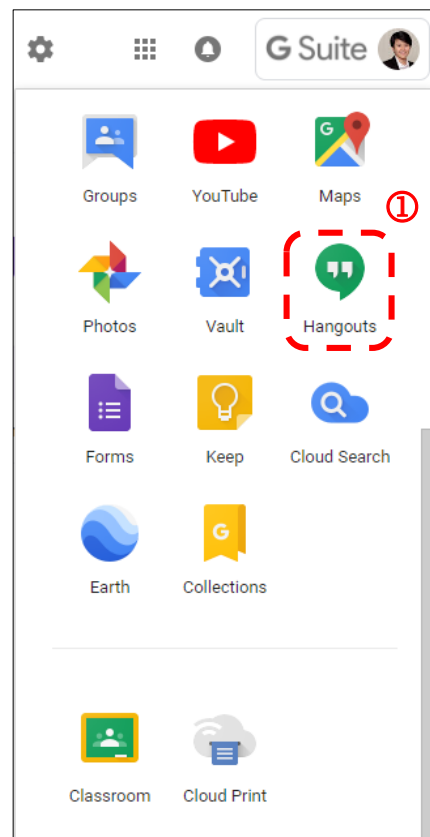 G Suite
Groups YouTube Maps
①
Photos Vault Hangouts
Forms Keep Cloud Search
Earth Collections
Classroom Cloud Print